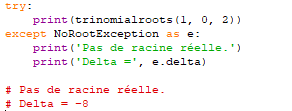 try:
    print(trinomialroots(1, 0, 2))
except NoRootException as e:
    print('Pas de racine réelle.')
    print('Delta =', e.delta)
# Pas de racine réelle.
# Delta = -8